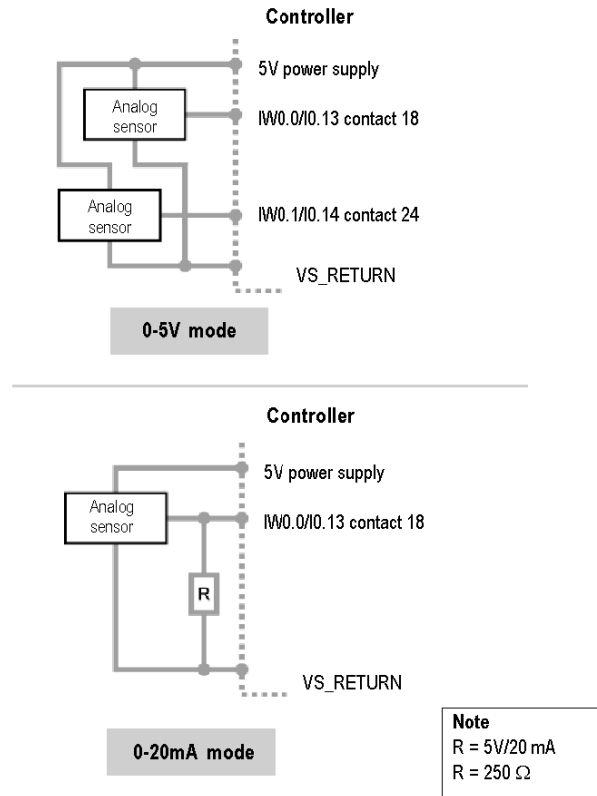 Controller
5V power supply
Analog
sensor
IW0.0/I0.13 contact 18
Analog
sensor
IW0.1/I0.14 contact 24
VS_RETURN
0-5V mode
Controller
5V power supply
Analog
sensor
IW0.0/I0.13 contact 18
R
VS_RETURN
0-20mA mode
Note
R = 5V/20 mA
R = 250 Ω